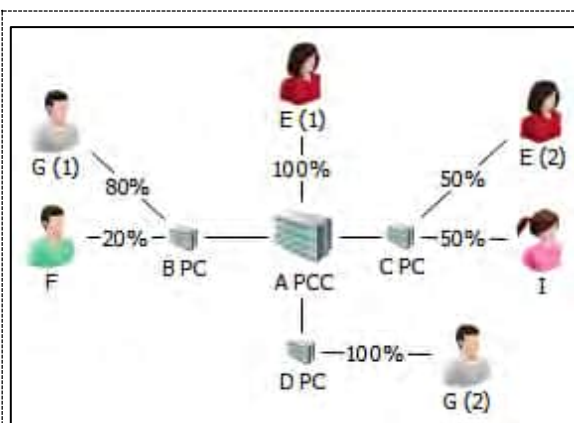 E (1)
G (1)
E (2)
100%
80%
50%
F
20%
B PC
A PCC
C PC
50%
I
D PC
100%
G (2)